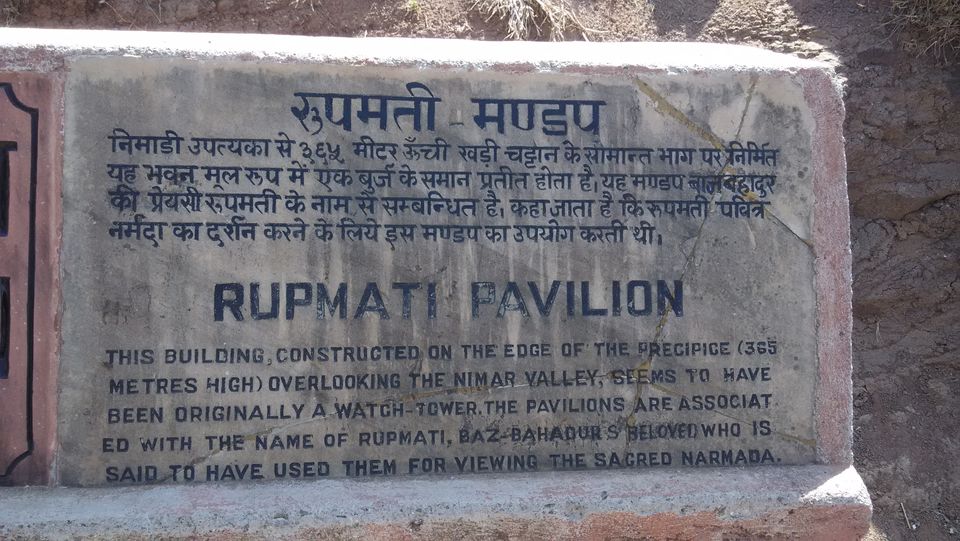 रुपमती - मण्डप
निमाडी उपत्यका से ३६५ मीटर ऊँची खड़ी चट्टान के सीमान्त भाग पर निर्मित
यह भवन मूल रूप में एक बुर्ज के समान प्रतीत होता है। यह मण्डप बाजबहादुर
की प्रेयसी रूपमती के नाम से सम्बन्धित है। कहा जाता है कि रूपमती पवित्र
नर्मदा का दर्शन करने के लिये इस मण्डप का उपयोग करती थी।
RUPMATI PAVILION
THIS BUILDING, CONSTRUCTED ON THE EDGE OF THE PRECIPICE (365
METRES HIGH) OVERLOOKING THE NIMAR VALLEY, SEEMS TO HAVE
BEEN ORIGINALLY A WATCH-TOWER. THE PAVILIONS ARE ASSOCIAT
ED WITH THE NAME OF RUPMATI, BAZ-BAHADUR'S BELOVED WHO IS
SAID TO HAVE USED THEM FOR VIEWING THE SACRED NARMADA.